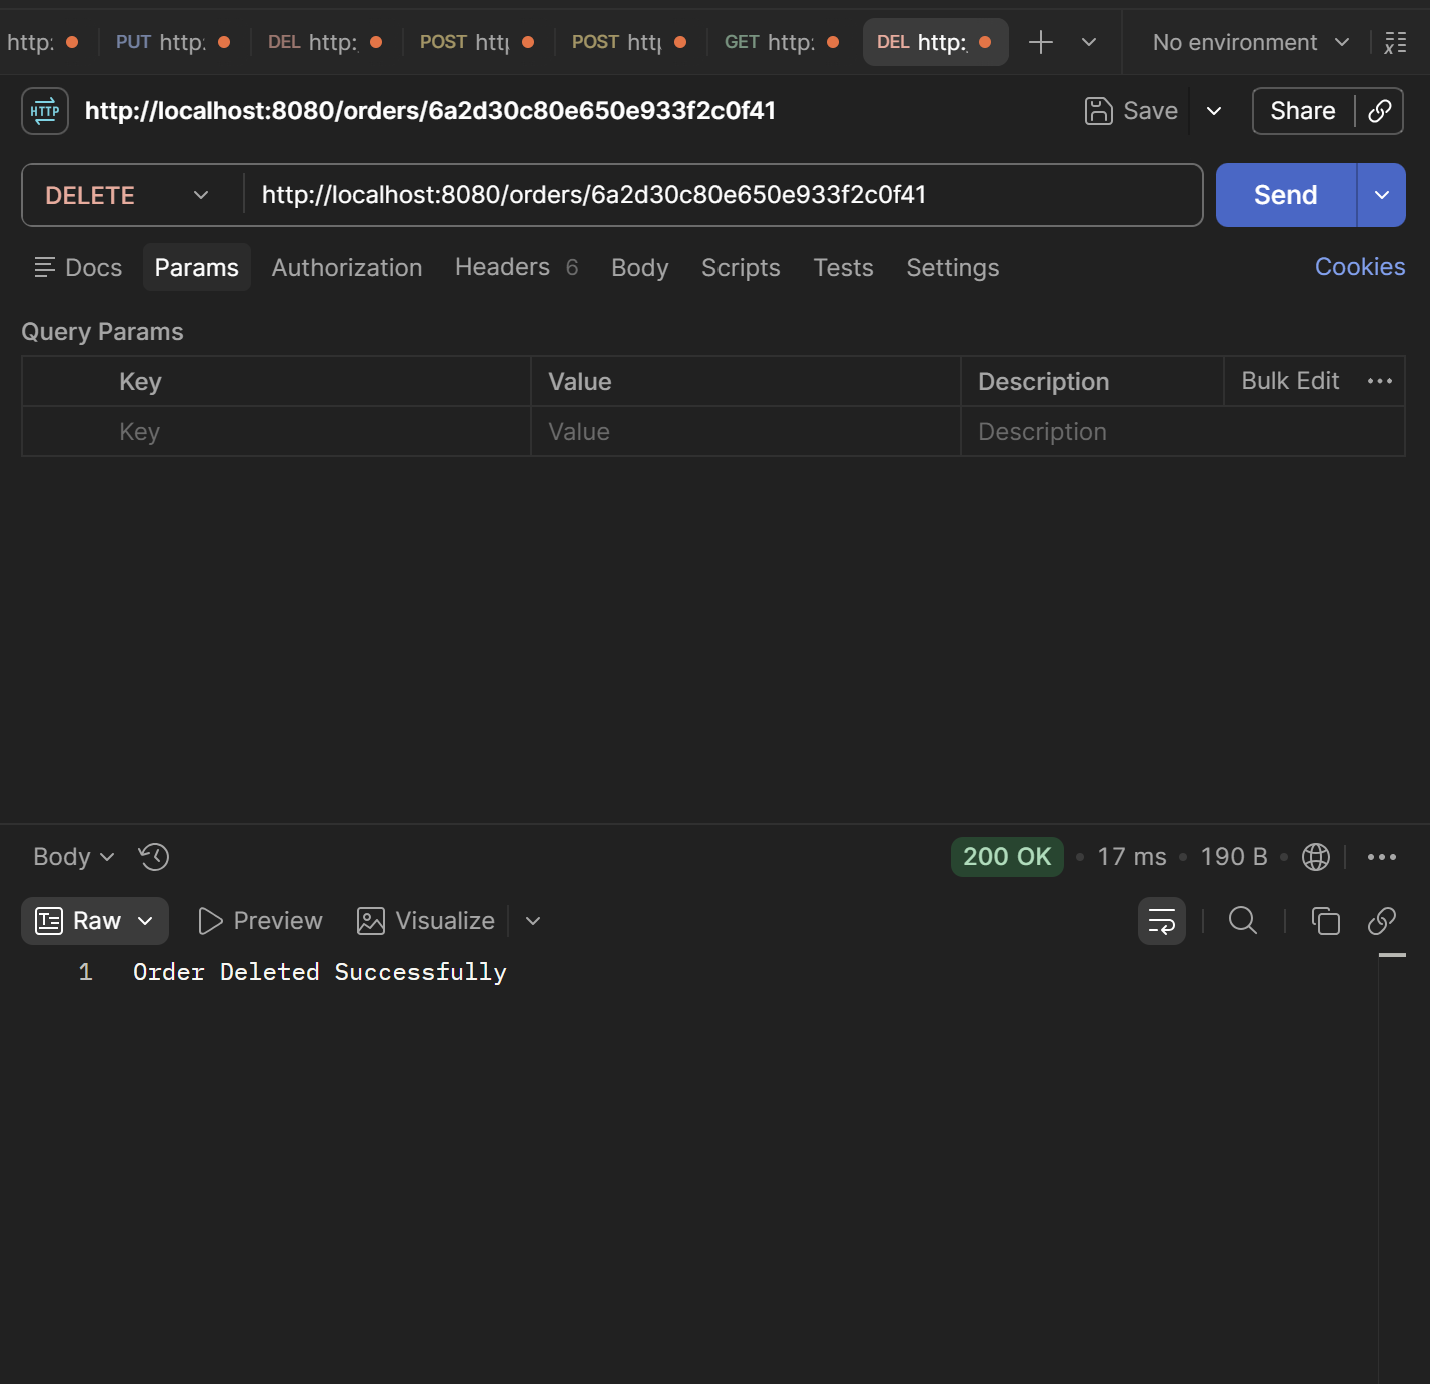 http: PUT http: DEL http: POST http POST http GET http: DEL http: No environment
HTTP http://localhost:8080/orders/6a2d30c80e650e933f2c0f41 Save Share
DELETE http://localhost:8080/orders/6a2d30c80e650e933f2c0f41 Send
Docs Params Authorization Headers 6 Body Scripts Tests Settings Cookies
Query Params
Key Value Description Bulk Edit
Key Value Description
Body 200 OK 17 ms 190 B
Raw Preview Visualize
1 Order Deleted Successfully